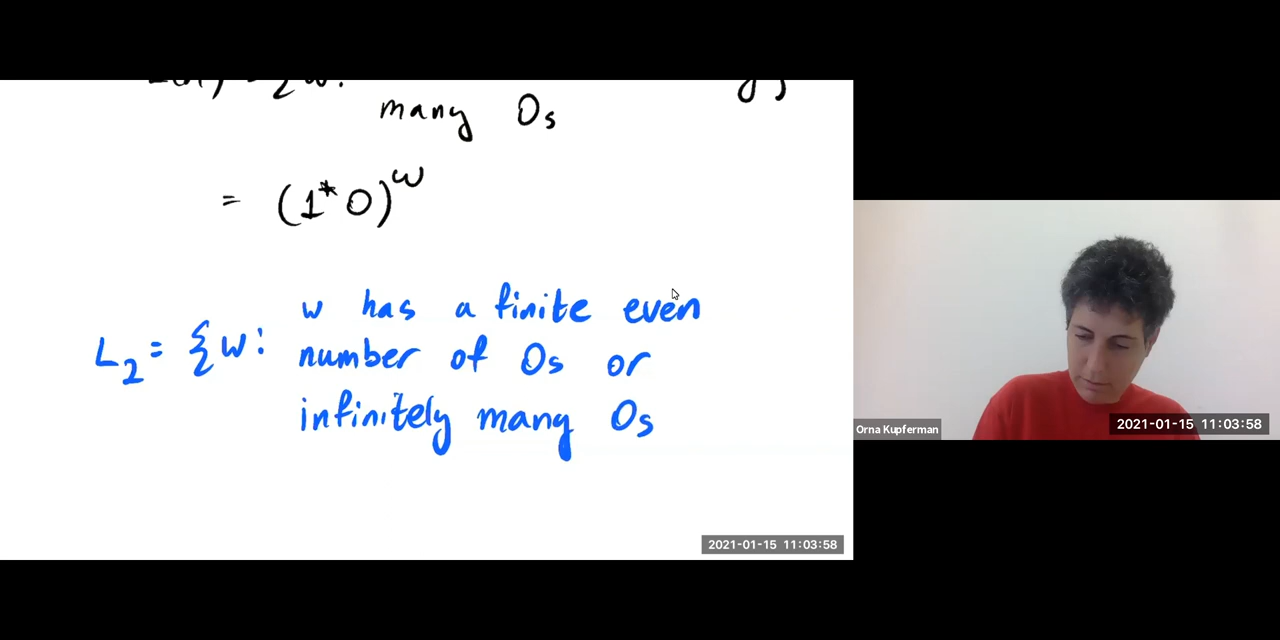 many 0s
= (1*0)^ω
w has a finite even
L₂ = {w: number of 0s or
infinitely many 0s
Orna Kupferman
2021-01-15 11:03:58
2021-01-15 11:03:58